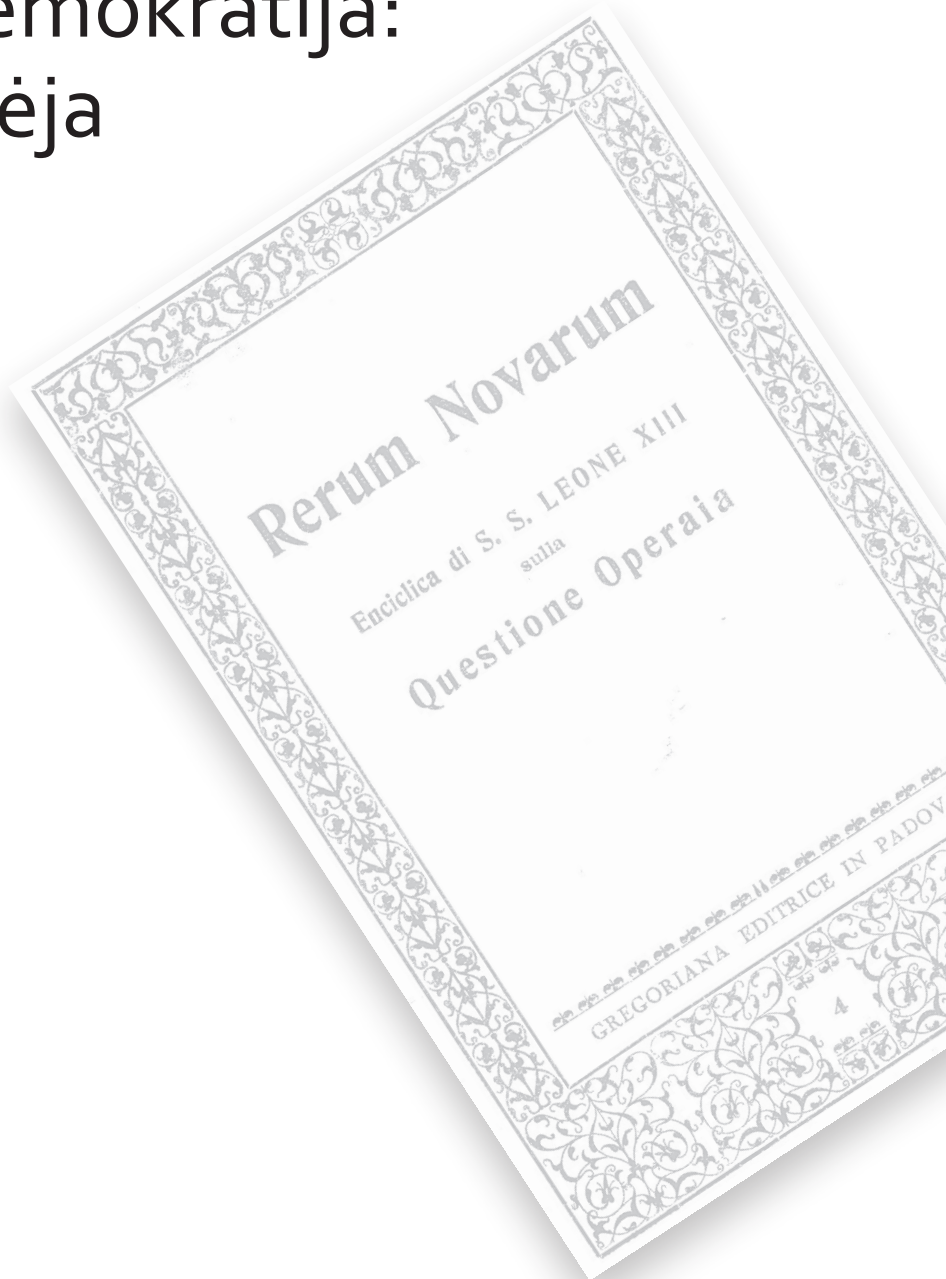 emokratija:
ėja
Rerum Novarum
Enciclica di S. S. LEONE XIII
sulla
Questione Operaia
GREGORIANA EDITRICE IN PADOV
4